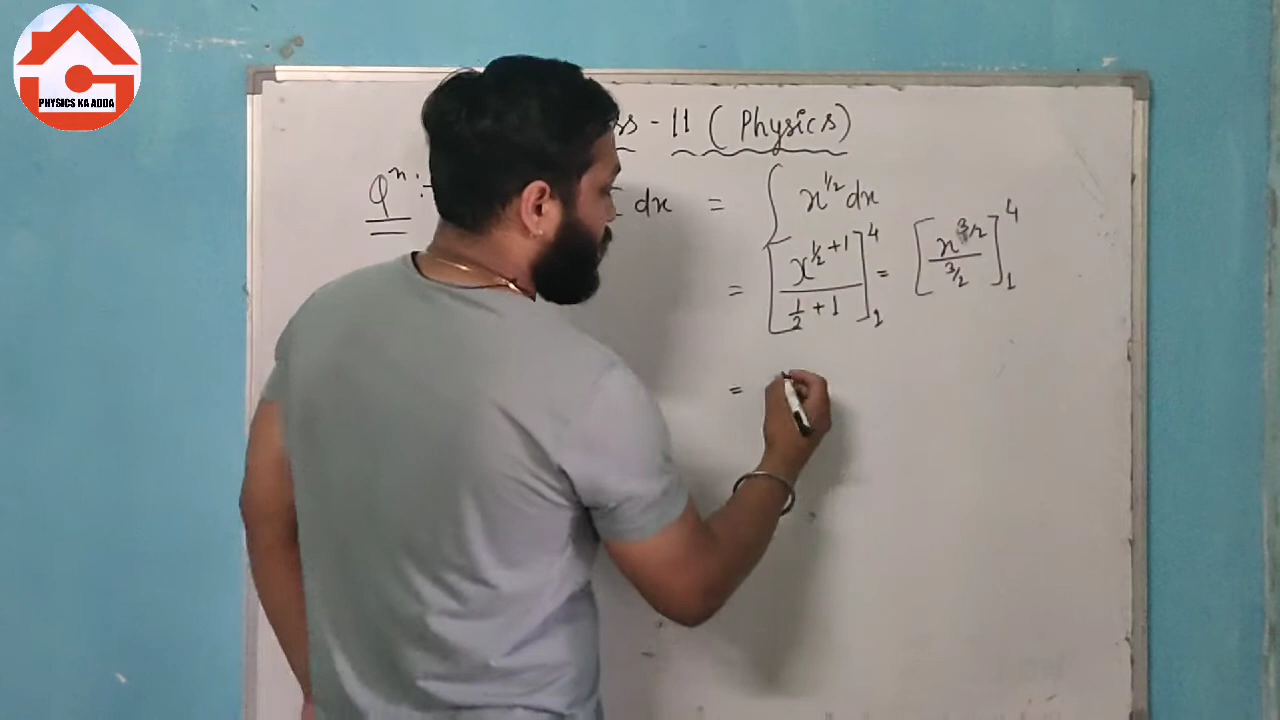 PHYSICS KA ADDA
- 11 ( Physics )
Qⁿ :- dx = ∫ x^{1/2} dx
= [x^{1/2 + 1} / (1/2 + 1)]₁⁴ = [x^{3/2} / (3/2)]₁⁴
=